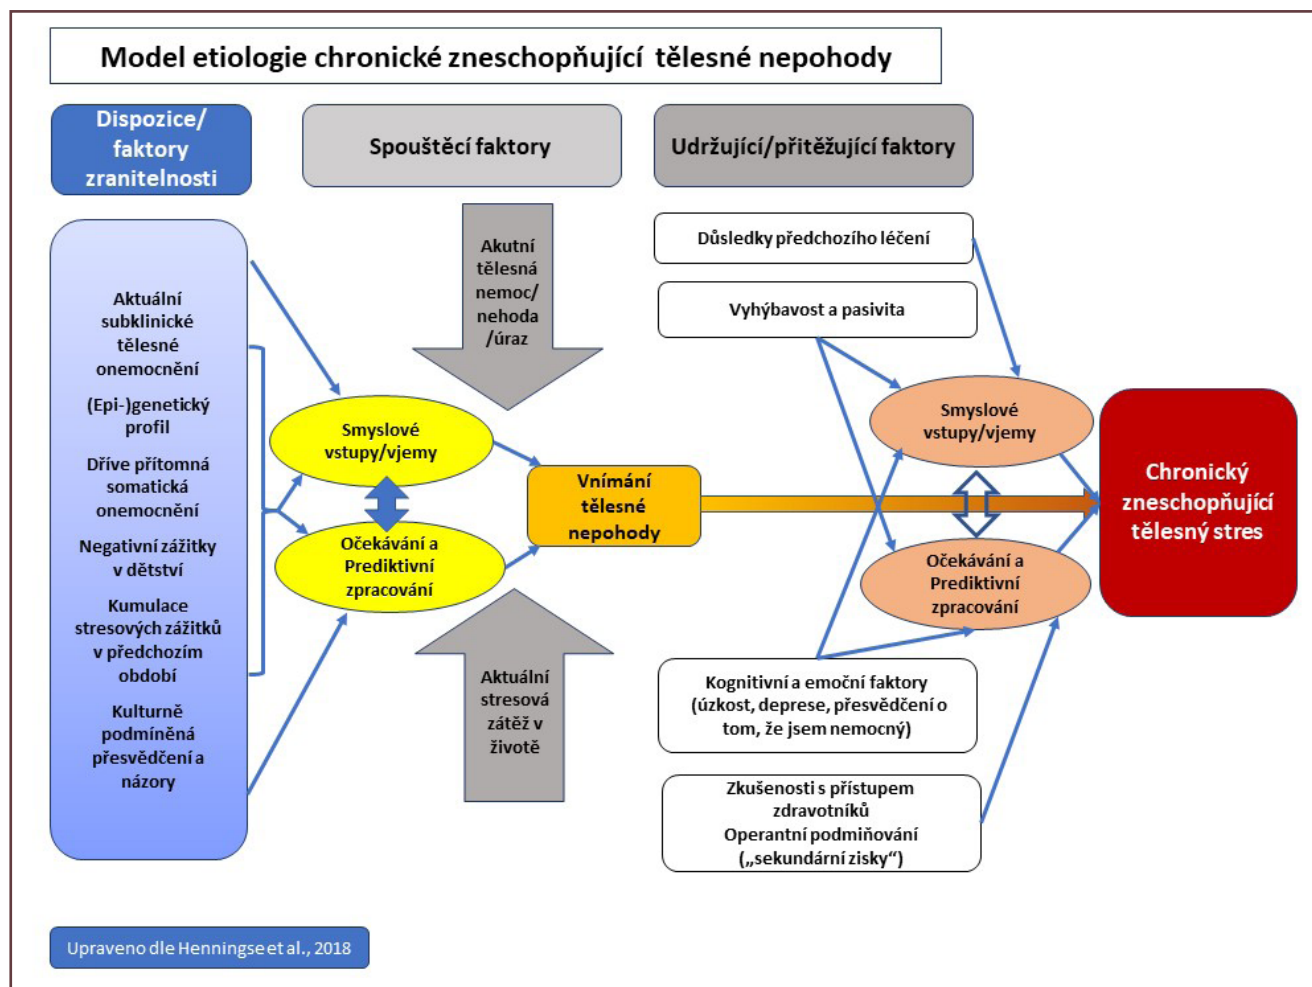 Model etiologie chronické zneschopňující tělesné nepohody
Dispozice/
faktory
zranitelnosti
Spouštěcí faktory
Udržující/přitěžující faktory
Aktuální
subklinické
tělesné
onemocnění
(Epi-)genetický
profil
Dříve přítomná
somatická
onemocnění
Negativní zážitky
v dětství
Kumulace
stresových zážitků
v předchozím
období
Kulturně
podmíněná
přesvědčení a
názory
Akutní
tělesná
nemoc/
nehoda
/úraz
Smyslové
vstupy/vjemy
Očekávání a
Prediktivní
zpracování
Aktuální
stresová
zátěž v
životě
Vnímání
tělesné
nepohody
Důsledky předchozího léčení
Vyhýbavost a pasivita
Smyslové
vstupy/vjemy
Očekávání a
Prediktivní
zpracování
Kognitivní a emoční faktory
(úzkost, deprese, přesvědčení o
tom, že jsem nemocný)
Zkušenosti s přístupem
zdravotníků
Operantní podmiňování
(„sekundární zisky“)
Chronický
zneschopňující
tělesný stres
Upraveno dle Henningse et al., 2018